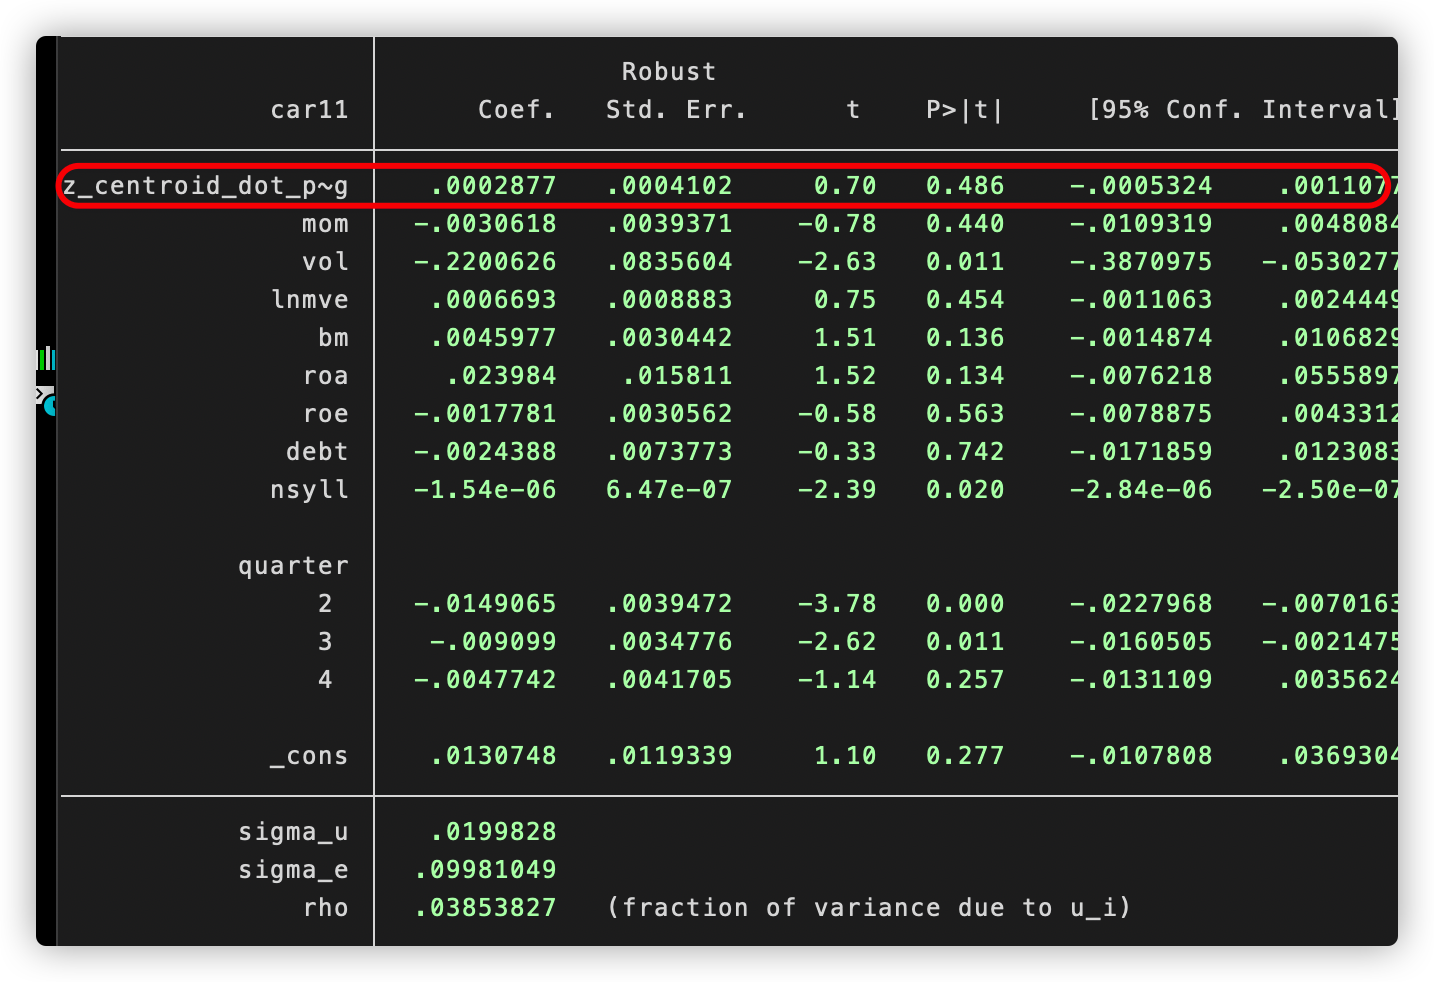 Robust
car11 Coef. Std. Err. t P>|t| [95% Conf. Interval]
z_centroid_dot_p~g .0002877 .0004102 0.70 0.486 -.0005324 .0011077
mom -.0030618 .0039371 -0.78 0.440 -.0109319 .0048084
vol -.2200626 .0835604 -2.63 0.011 -.3870975 -.0530277
lnmve .0006693 .0008883 0.75 0.454 -.0011063 .0024449
bm .0045977 .0030442 1.51 0.136 -.0014874 .0106829
roa .023984 .015811 1.52 0.134 -.0076218 .0555897
roe -.0017781 .0030562 -0.58 0.563 -.0078875 .0043312
debt -.0024388 .0073773 -0.33 0.742 -.0171859 .0123083
nsyll -1.54e-06 6.47e-07 -2.39 0.020 -2.84e-06 -2.50e-07
quarter
2 -.0149065 .0039472 -3.78 0.000 -.0227968 -.0070163
3 -.009099 .0034776 -2.62 0.011 -.0160505 -.0021475
4 -.0047742 .0041705 -1.14 0.257 -.0131109 .0035624
_cons .0130748 .0119339 1.10 0.277 -.0107808 .0369304
sigma_u .0199828
sigma_e .09981049
rho .03853827 (fraction of variance due to u_i)